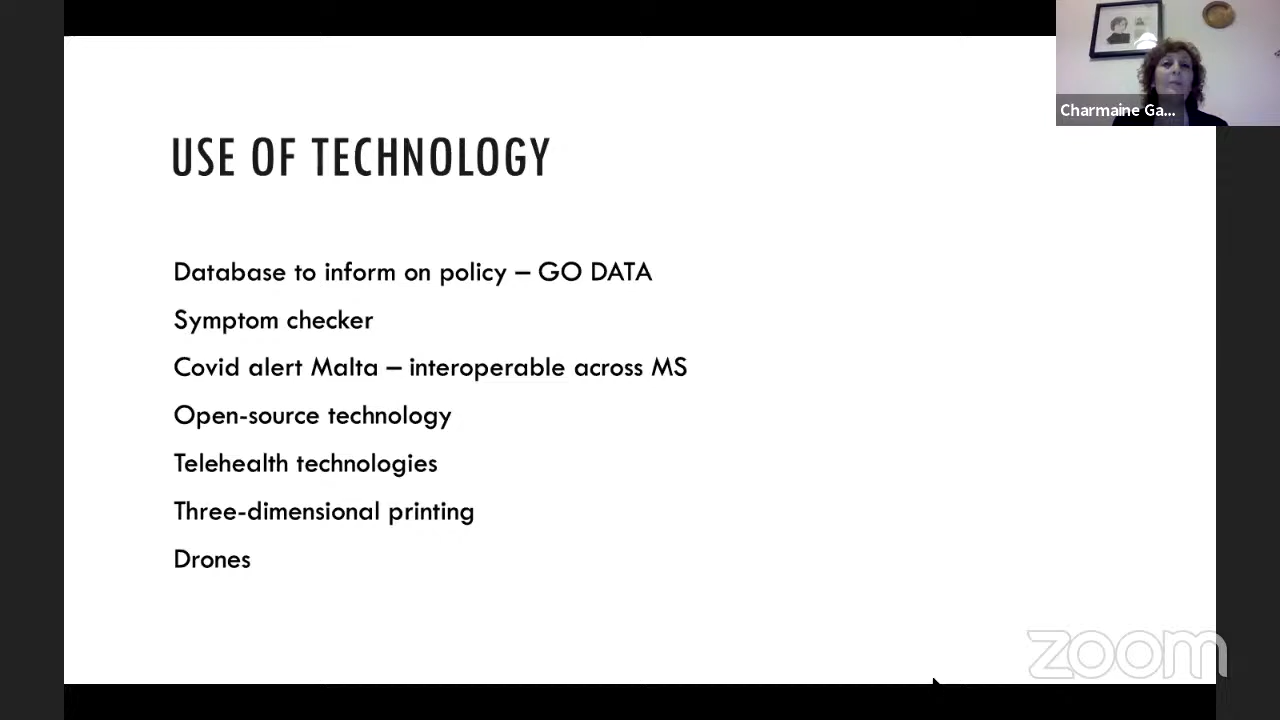 Charmaine Ga...
USE OF TECHNOLOGY
Database to inform on policy – GO DATA
Symptom checker
Covid alert Malta – interoperable across MS
Open-source technology
Telehealth technologies
Three-dimensional printing
Drones
zoom